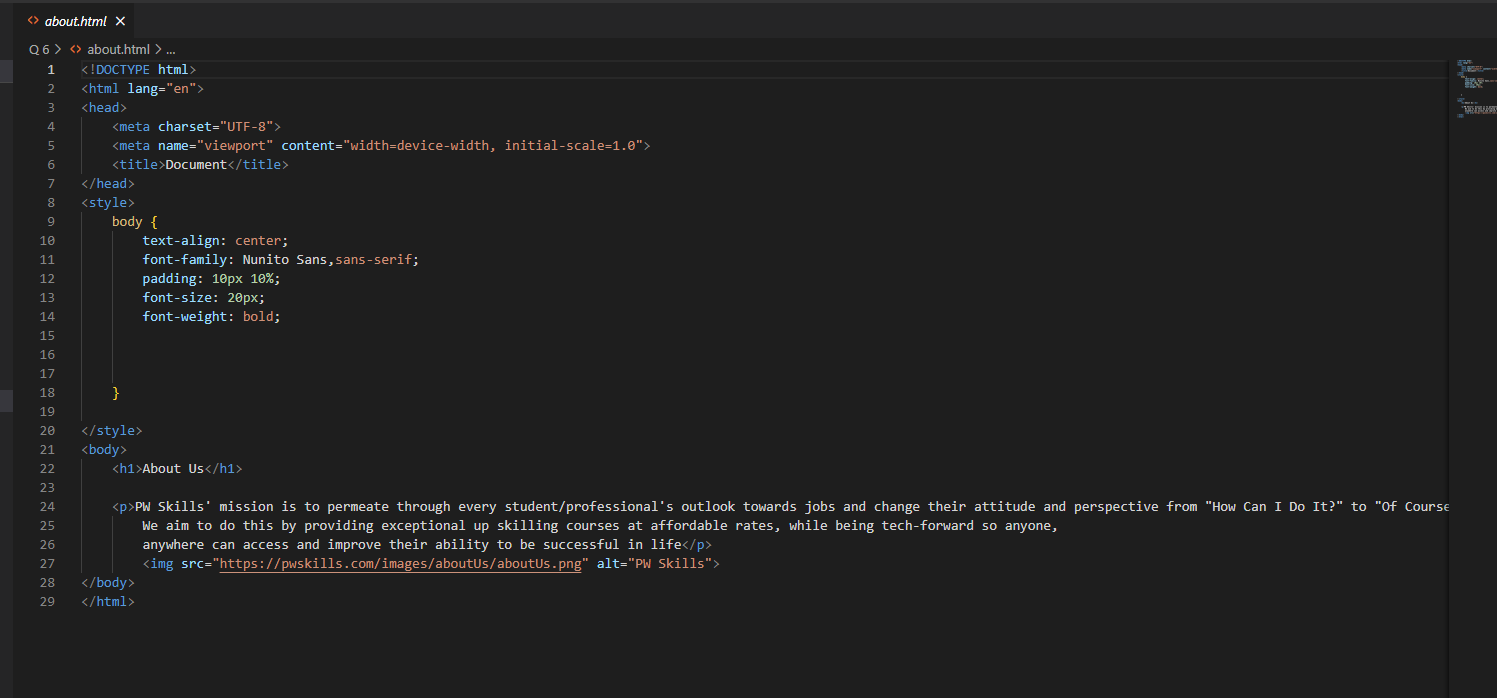 about.html
Q 6 > about.html > ...
1 <!DOCTYPE html>
2 <html lang="en">
3 <head>
4     <meta charset="UTF-8">
5     <meta name="viewport" content="width=device-width, initial-scale=1.0">
6     <title>Document</title>
7 </head>
8 <style>
9     body {
10         text-align: center;
11         font-family: Nunito Sans,sans-serif;
12         padding: 10px 10%;
13         font-size: 20px;
14         font-weight: bold;
15
16
17
18     }
19
20 </style>
21 <body>
22     <h1>About Us</h1>
23
24     <p>PW Skills' mission is to permeate through every student/professional's outlook towards jobs and change their attitude and perspective from "How Can I Do It?" to "Of Course
25         We aim to do this by providing exceptional up skilling courses at affordable rates, while being tech-forward so anyone,
26         anywhere can access and improve their ability to be successful in life</p>
27         <img src="https://pwskills.com/images/aboutUs/aboutUs.png" alt="PW Skills">
28 </body>
29 </html>